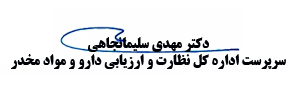 دکتر مهدی سلیمانجاهی
سرپرست اداره کل نظارت و ارزیابی دارو و مواد مخدر